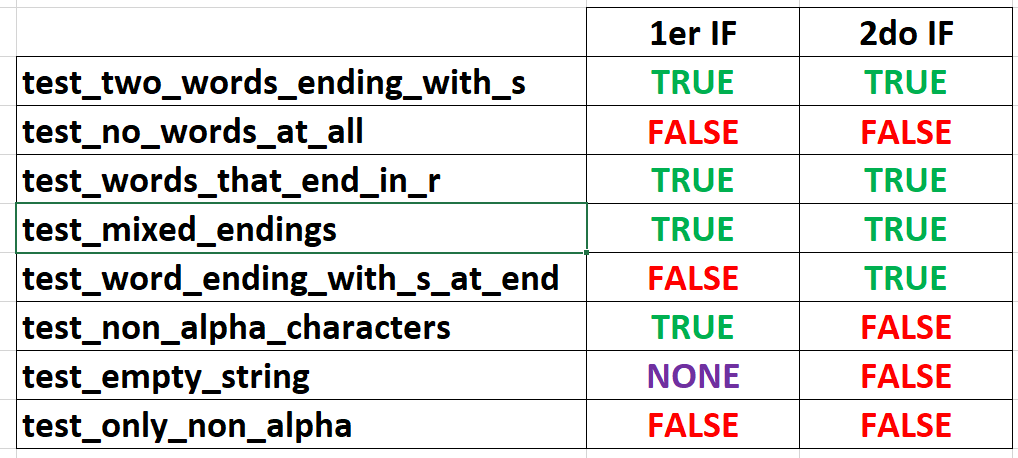 1er IF 2do IF
test_two_words_ending_with_s TRUE TRUE
test_no_words_at_all FALSE FALSE
test_words_that_end_in_r TRUE TRUE
test_mixed_endings TRUE TRUE
test_word_ending_with_s_at_end FALSE TRUE
test_non_alpha_characters TRUE FALSE
test_empty_string NONE FALSE
test_only_non_alpha FALSE FALSE